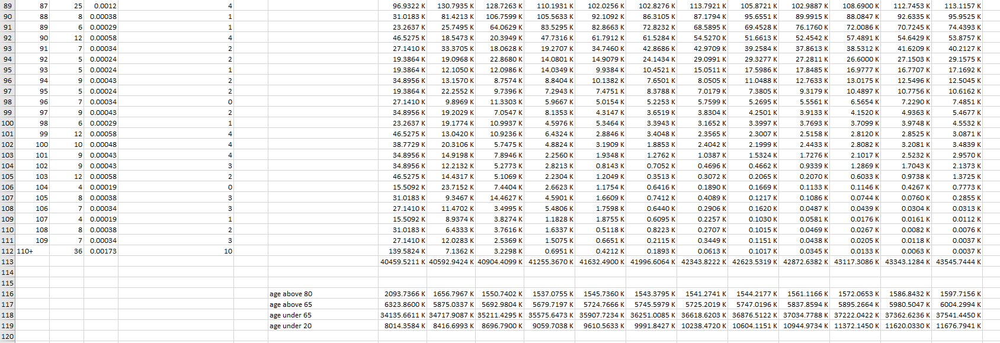 89 87 25 0.0012 4 96.9322 K 130.7935 K 128.7263 K 110.1931 K 102.0256 K 102.8276 K 113.7921 K 105.8721 K 102.9887 K 108.6900 K 112.7453 K 113.1157 K
90 88 8 0.00038 1 31.0183 K 81.4213 K 106.7599 K 105.5633 K 92.1092 K 86.3105 K 87.1794 K 95.6551 K 89.9915 K 88.0847 K 92.6335 K 95.9525 K
91 89 6 0.00029 1 23.2637 K 25.7495 K 64.0629 K 83.5295 K 82.8663 K 72.8232 K 68.5895 K 69.4528 K 76.1760 K 72.0086 K 70.7245 K 74.4393 K
92 90 12 0.00058 4 46.5275 K 18.5473 K 20.3949 K 47.7316 K 61.7912 K 61.5284 K 54.5270 K 51.6613 K 52.4542 K 57.4891 K 54.6429 K 53.8757 K
93 91 7 0.00034 2 27.1410 K 33.3705 K 18.0628 K 19.2707 K 34.7460 K 42.8686 K 42.9709 K 39.2584 K 37.8613 K 38.5312 K 41.6209 K 40.2127 K
94 92 5 0.00024 2 19.3864 K 19.0968 K 22.8680 K 14.0801 K 14.9079 K 24.1434 K 29.0991 K 29.3277 K 27.2811 K 26.6000 K 27.1503 K 29.1575 K
95 93 5 0.00024 1 19.3864 K 12.1050 K 12.0986 K 14.0349 K 9.9384 K 10.4521 K 15.0511 K 17.5986 K 17.8485 K 16.9777 K 16.7707 K 17.1692 K
96 94 9 0.00043 2 34.8956 K 13.1570 K 8.7574 K 8.8404 K 10.1382 K 7.6501 K 8.0505 K 11.0488 K 12.7633 K 13.0175 K 12.5496 K 12.5045 K
97 95 5 0.00024 2 19.3864 K 22.2552 K 9.7396 K 7.2943 K 7.4751 K 8.3788 K 7.0179 K 7.3805 K 9.3179 K 10.4897 K 10.7756 K 10.6162 K
98 96 7 0.00034 0 27.1410 K 9.8969 K 11.3303 K 5.9667 K 5.0154 K 5.2253 K 5.7599 K 5.2695 K 5.5561 K 6.5654 K 7.2290 K 7.4851 K
99 97 9 0.00043 2 34.8956 K 19.2029 K 7.0547 K 8.1353 K 4.3147 K 3.6519 K 3.8304 K 4.2501 K 3.9133 K 4.1520 K 4.9363 K 5.4677 K
100 98 6 0.00029 1 23.2637 K 19.1774 K 10.9937 K 4.5976 K 5.3464 K 3.3943 K 3.1652 K 3.3997 K 3.7693 K 3.7099 K 3.9748 K 4.5532 K
101 99 12 0.00058 4 46.5275 K 13.0420 K 10.9236 K 6.4324 K 2.8846 K 3.4048 K 2.3565 K 2.3007 K 2.5158 K 2.8120 K 2.8525 K 3.0871 K
102 100 10 0.00048 4 38.7729 K 20.3106 K 5.7475 K 4.8824 K 3.1909 K 1.8853 K 2.4042 K 2.1999 K 2.4433 K 2.8082 K 3.2081 K 3.4839 K
103 101 9 0.00043 4 34.8956 K 14.9198 K 7.8946 K 2.2560 K 1.9348 K 1.2762 K 1.0387 K 1.5324 K 1.7276 K 2.1017 K 2.5232 K 2.9570 K
104 102 9 0.00043 3 34.8956 K 12.2132 K 5.2773 K 2.8213 K 0.8143 K 0.7052 K 0.4696 K 0.4662 K 0.9339 K 1.2869 K 1.7043 K 2.1373 K
105 103 12 0.00058 2 46.5275 K 14.4317 K 5.1069 K 2.2304 K 1.2049 K 0.3513 K 0.3072 K 0.2065 K 0.2070 K 0.6033 K 0.9738 K 1.3725 K
106 104 4 0.00019 0 15.5092 K 23.7152 K 7.4404 K 2.6623 K 1.1754 K 0.6416 K 0.1890 K 0.1669 K 0.1133 K 0.1146 K 0.4267 K 0.7773 K
107 105 8 0.00038 3 31.0183 K 9.3467 K 14.4627 K 4.5901 K 1.6609 K 0.7412 K 0.4089 K 0.1217 K 0.1086 K 0.0744 K 0.0760 K 0.2855 K
108 106 7 0.00034 3 27.1410 K 11.4702 K 3.4995 K 5.4806 K 1.7598 K 0.6440 K 0.2906 K 0.1620 K 0.0487 K 0.0439 K 0.0304 K 0.0313 K
109 107 4 0.00019 1 15.5092 K 8.9374 K 3.8274 K 1.1828 K 1.8755 K 0.6095 K 0.2257 K 0.1030 K 0.0581 K 0.0176 K 0.0161 K 0.0112 K
110 108 8 0.00038 2 31.0183 K 6.4333 K 3.7616 K 1.6337 K 0.5118 K 0.8223 K 0.2707 K 0.1015 K 0.0469 K 0.0267 K 0.0082 K 0.0076 K
111 109 7 0.00034 3 27.1410 K 12.0283 K 2.5369 K 1.5075 K 0.6651 K 0.2115 K 0.3449 K 0.1151 K 0.0438 K 0.0205 K 0.0118 K 0.0037 K
112 110+ 36 0.00173 10 139.5824 K 7.1362 K 3.2298 K 0.6951 K 0.4212 K 0.1893 K 0.0613 K 0.1017 K 0.0345 K 0.0133 K 0.0063 K 0.0037 K
113 40459.5211 K 40592.9424 K 40904.4099 K 41255.3670 K 41632.4900 K 41996.6064 K 42343.8222 K 42623.5319 K 42872.6382 K 43117.3086 K 43343.1284 K 43545.7444 K
114
115
116 age above 80 2093.7366 K 1656.7967 K 1550.7402 K 1537.0755 K 1545.7360 K 1543.3795 K 1541.2741 K 1544.2177 K 1561.1166 K 1572.0653 K 1586.8432 K 1597.7156 K
117 age above 65 6323.8600 K 5875.0337 K 5692.9804 K 5679.7197 K 5724.7666 K 5745.5979 K 5725.2019 K 5747.0196 K 5837.8594 K 5895.2664 K 5980.5047 K 6004.2994 K
118 age under 65 34135.6611 K 34717.9087 K 35211.4295 K 35575.6473 K 35907.7234 K 36251.0085 K 36618.6203 K 36876.5122 K 37034.7788 K 37222.0422 K 37362.6236 K 37541.4450 K
119 age under 20 8014.3584 K 8416.6993 K 8696.7900 K 9059.7038 K 9610.5633 K 9991.8427 K 10238.4720 K 10604.1151 K 10944.9734 K 11372.1450 K 11620.0330 K 11676.7941 K
120